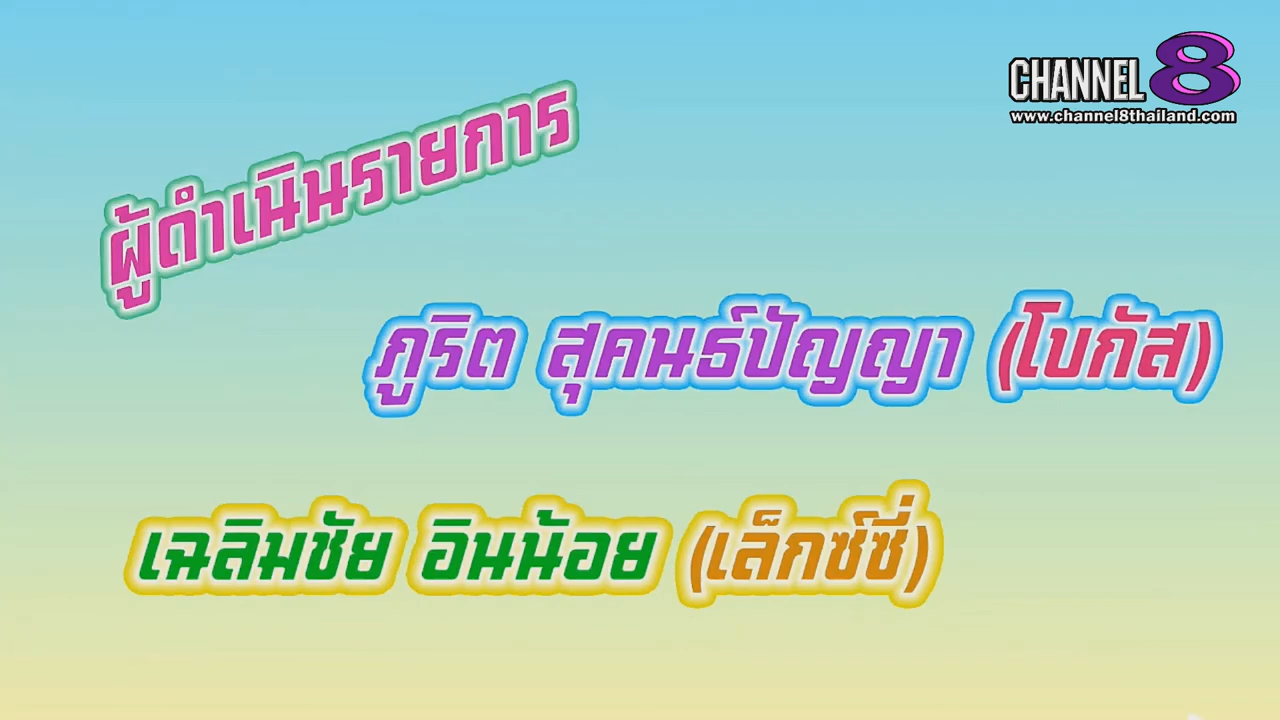 CHANNEL 8
www.channel8thailand.com
ผู้ดำเนินรายการ
ภูริต สุคนธ์ปัญญา (โบกัส)
เฉลิมชัย อินน้อย (เล็กซ์ซี่)